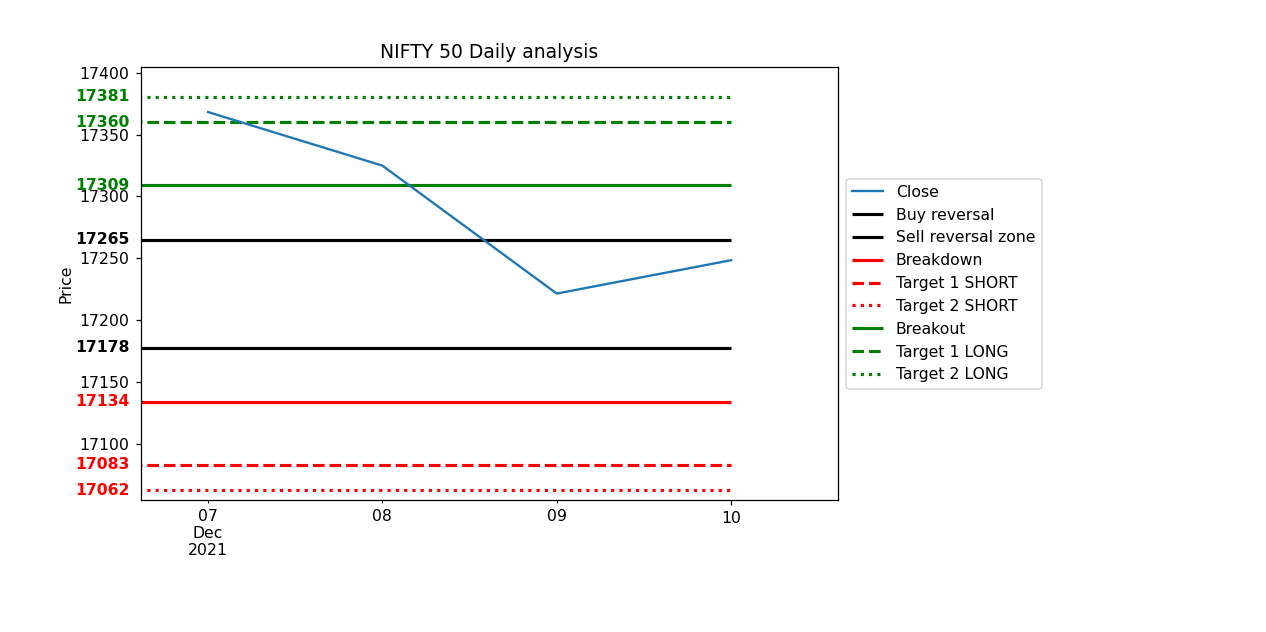 NIFTY 50 Daily analysis
17400
17381
17360
17350
17309
17300
17265
17250
Price
17200
17178
17150
17134
17100
17083
17062
07
Dec
2021
08
09
10
Close
Buy reversal
Sell reversal zone
Breakdown
Target 1 SHORT
Target 2 SHORT
Breakout
Target 1 LONG
Target 2 LONG